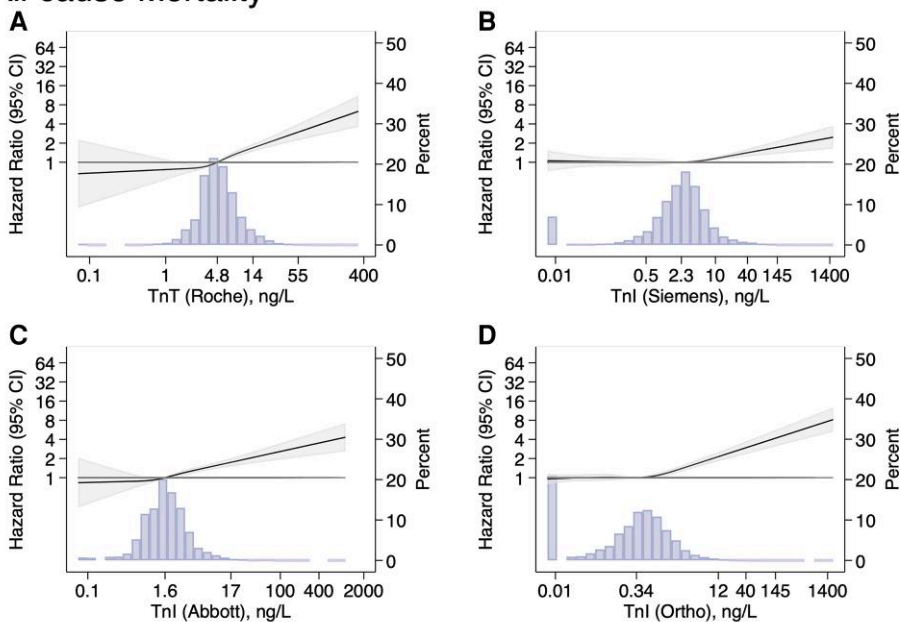 A
Hazard Ratio (95% CI)
64
32
16
8
4
2
1
50
40
30
20
10
0
Percent
0.1 1 4.8 14 55 400
TnT (Roche), ng/L
B
Hazard Ratio (95% CI)
64
32
16
8
4
2
1
50
40
30
20
10
0
Percent
0.01 0.5 2.3 10 40 145 1400
TnI (Siemens), ng/L
C
Hazard Ratio (95% CI)
64
32
16
8
4
2
1
50
40
30
20
10
0
Percent
0.1 1.6 17 100 400 2000
TnI (Abbott), ng/L
D
Hazard Ratio (95% CI)
64
32
16
8
4
2
1
50
40
30
20
10
0
Percent
0.01 0.34 12 40 145 1400
TnI (Ortho), ng/L